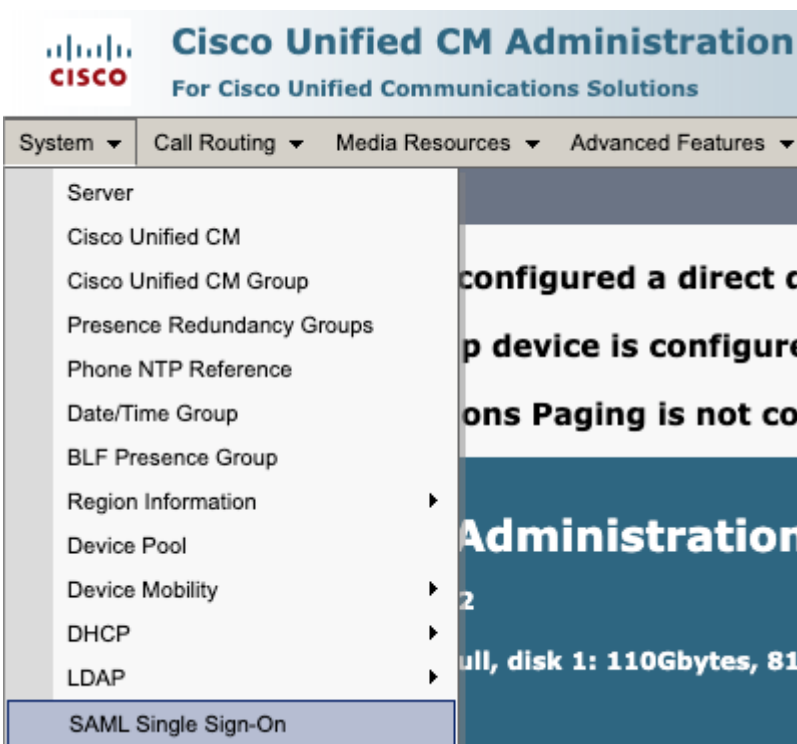 CISCO
Cisco Unified CM Administration
For Cisco Unified Communications Solutions
System Call Routing Media Resources Advanced Features
Server
Cisco Unified CM
Cisco Unified CM Group
configured a direct
Presence Redundancy Groups
p device is configure
Phone NTP Reference
Date/Time Group
ons Paging is not co
BLF Presence Group
Region Information
Administration
Device Pool
Device Mobility
2
DHCP
ull, disk 1: 110Gbytes, 81
LDAP
SAML Single Sign-On